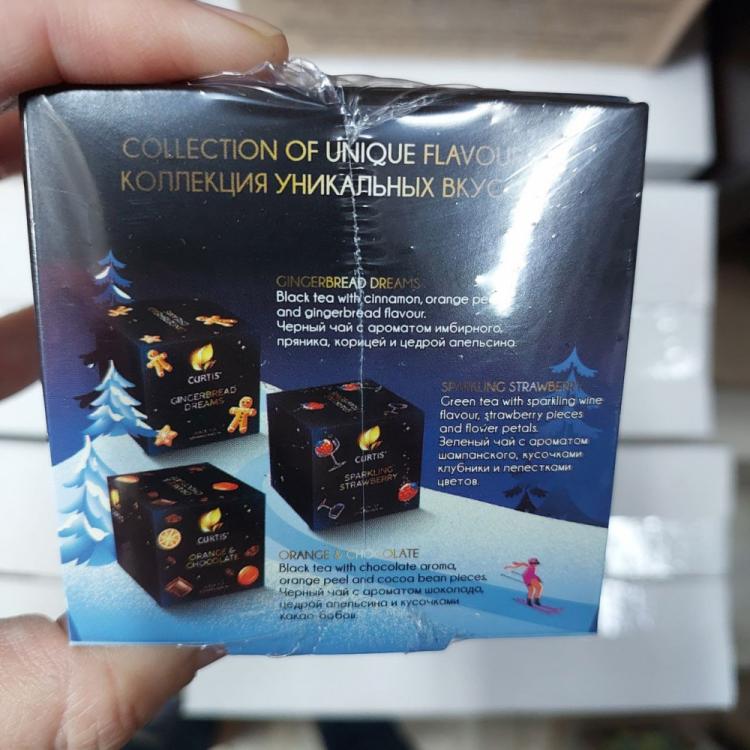 COLLECTION OF UNIQUE FLAVOU
КОЛЛЕКЦИЯ УНИКАЛЬНЫХ ВКУС
GINGERBREAD DREAMS
Black tea with cinnamon, orange pe
and gingerbread flavour.
Черный чай с ароматом имбирного
пряника, корицей и цедрой апельсина.
CURTIS
GINGERBREAD
DREAMS
SPARKLING STRAWBERRY
Green tea with sparkling wine
flavour, strawberry pieces
and flower petals.
Зеленый чай с ароматом
шампанского, кусочками
клубники и лепестками
цветов.
CURTIS
SPARKLING
STRAWBERRY
CURTIS
ORANGE &
CHOCOLATE
ORANGE & CHOCOLATE
Black tea with chocolate aroma,
orange peel and cocoa bean pieces.
Черный чай с ароматом шоколада,
цедрой апельсина и кусочками
какао-бобов.